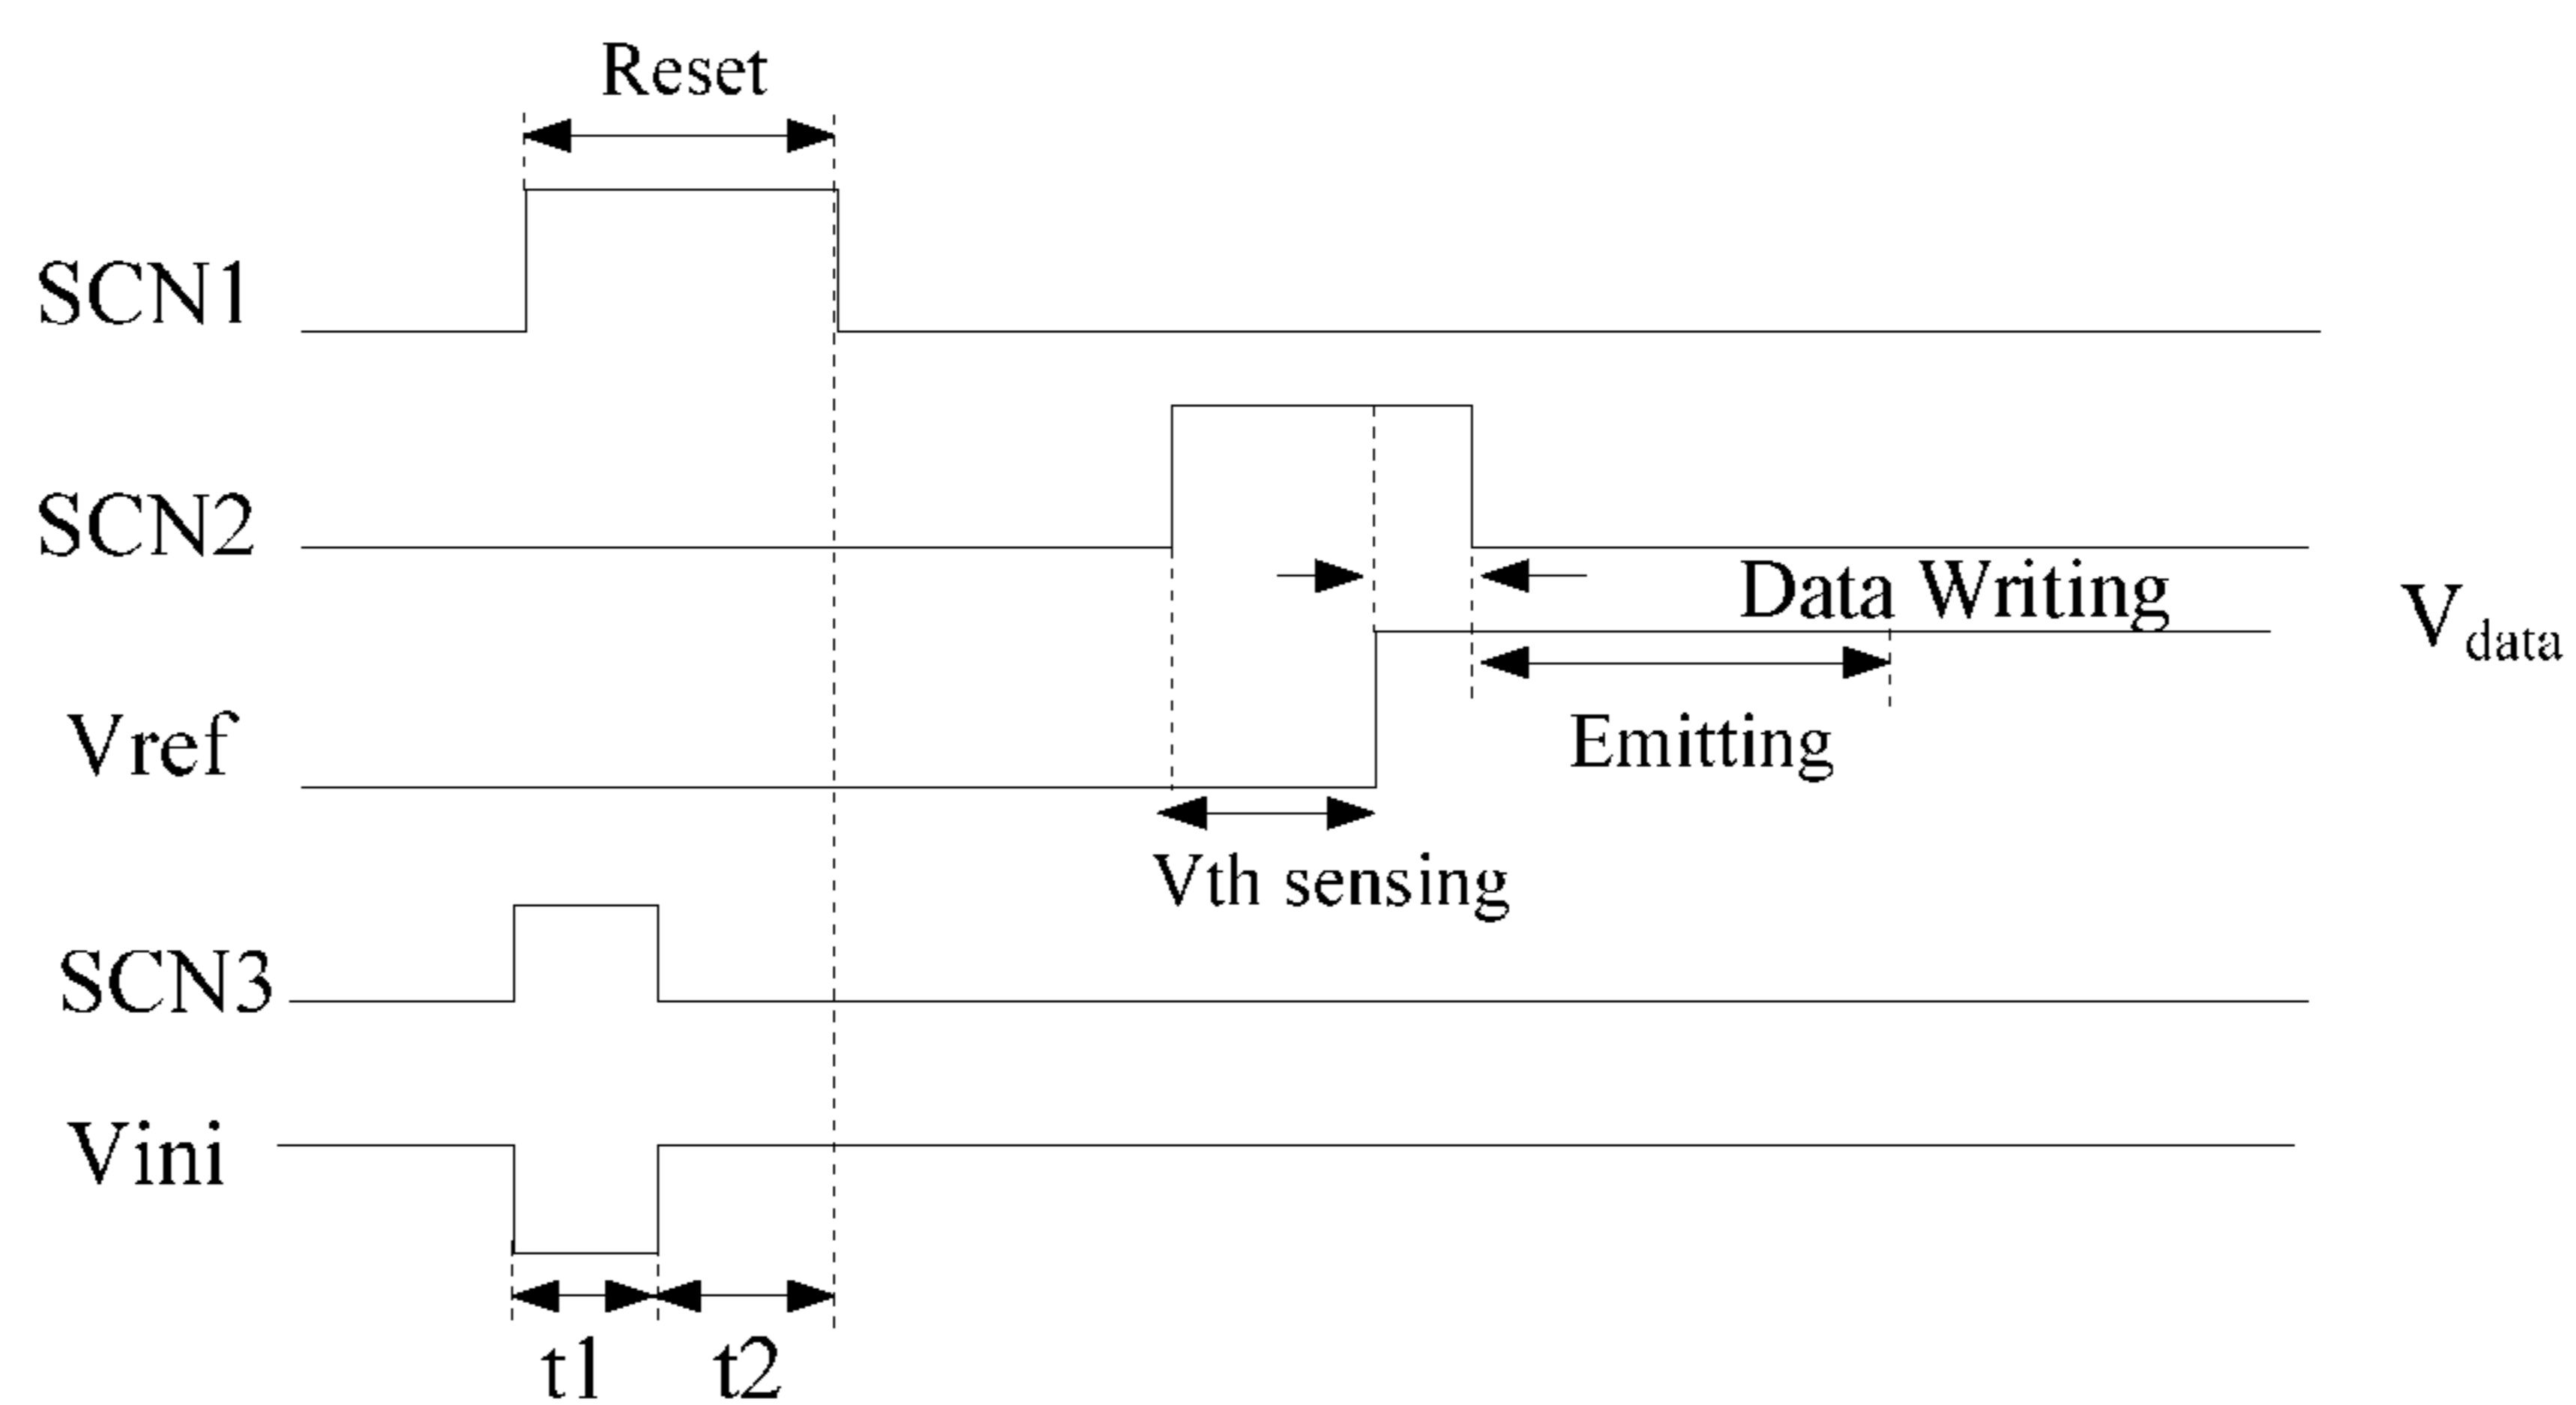 Reset
SCN1
SCN2
Data Writing
Vdata
Vref
Emitting
Vth sensing
SCN3
Vini
t1
t2